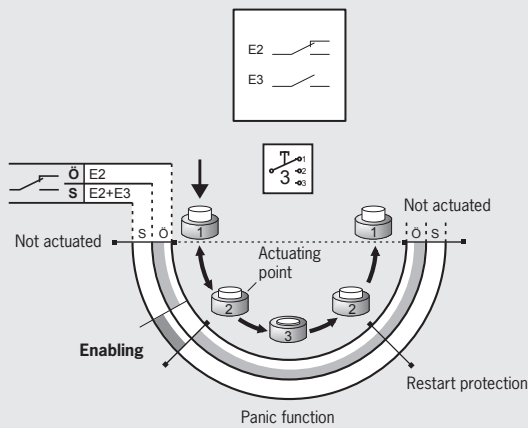 E2
E3
3
1
2
3
Ö E2
S E2+E3
Not actuated
S Ö
1
1
Not actuated
Ö S
Actuating
point
2
2
3
Enabling
Restart protection
Panic function